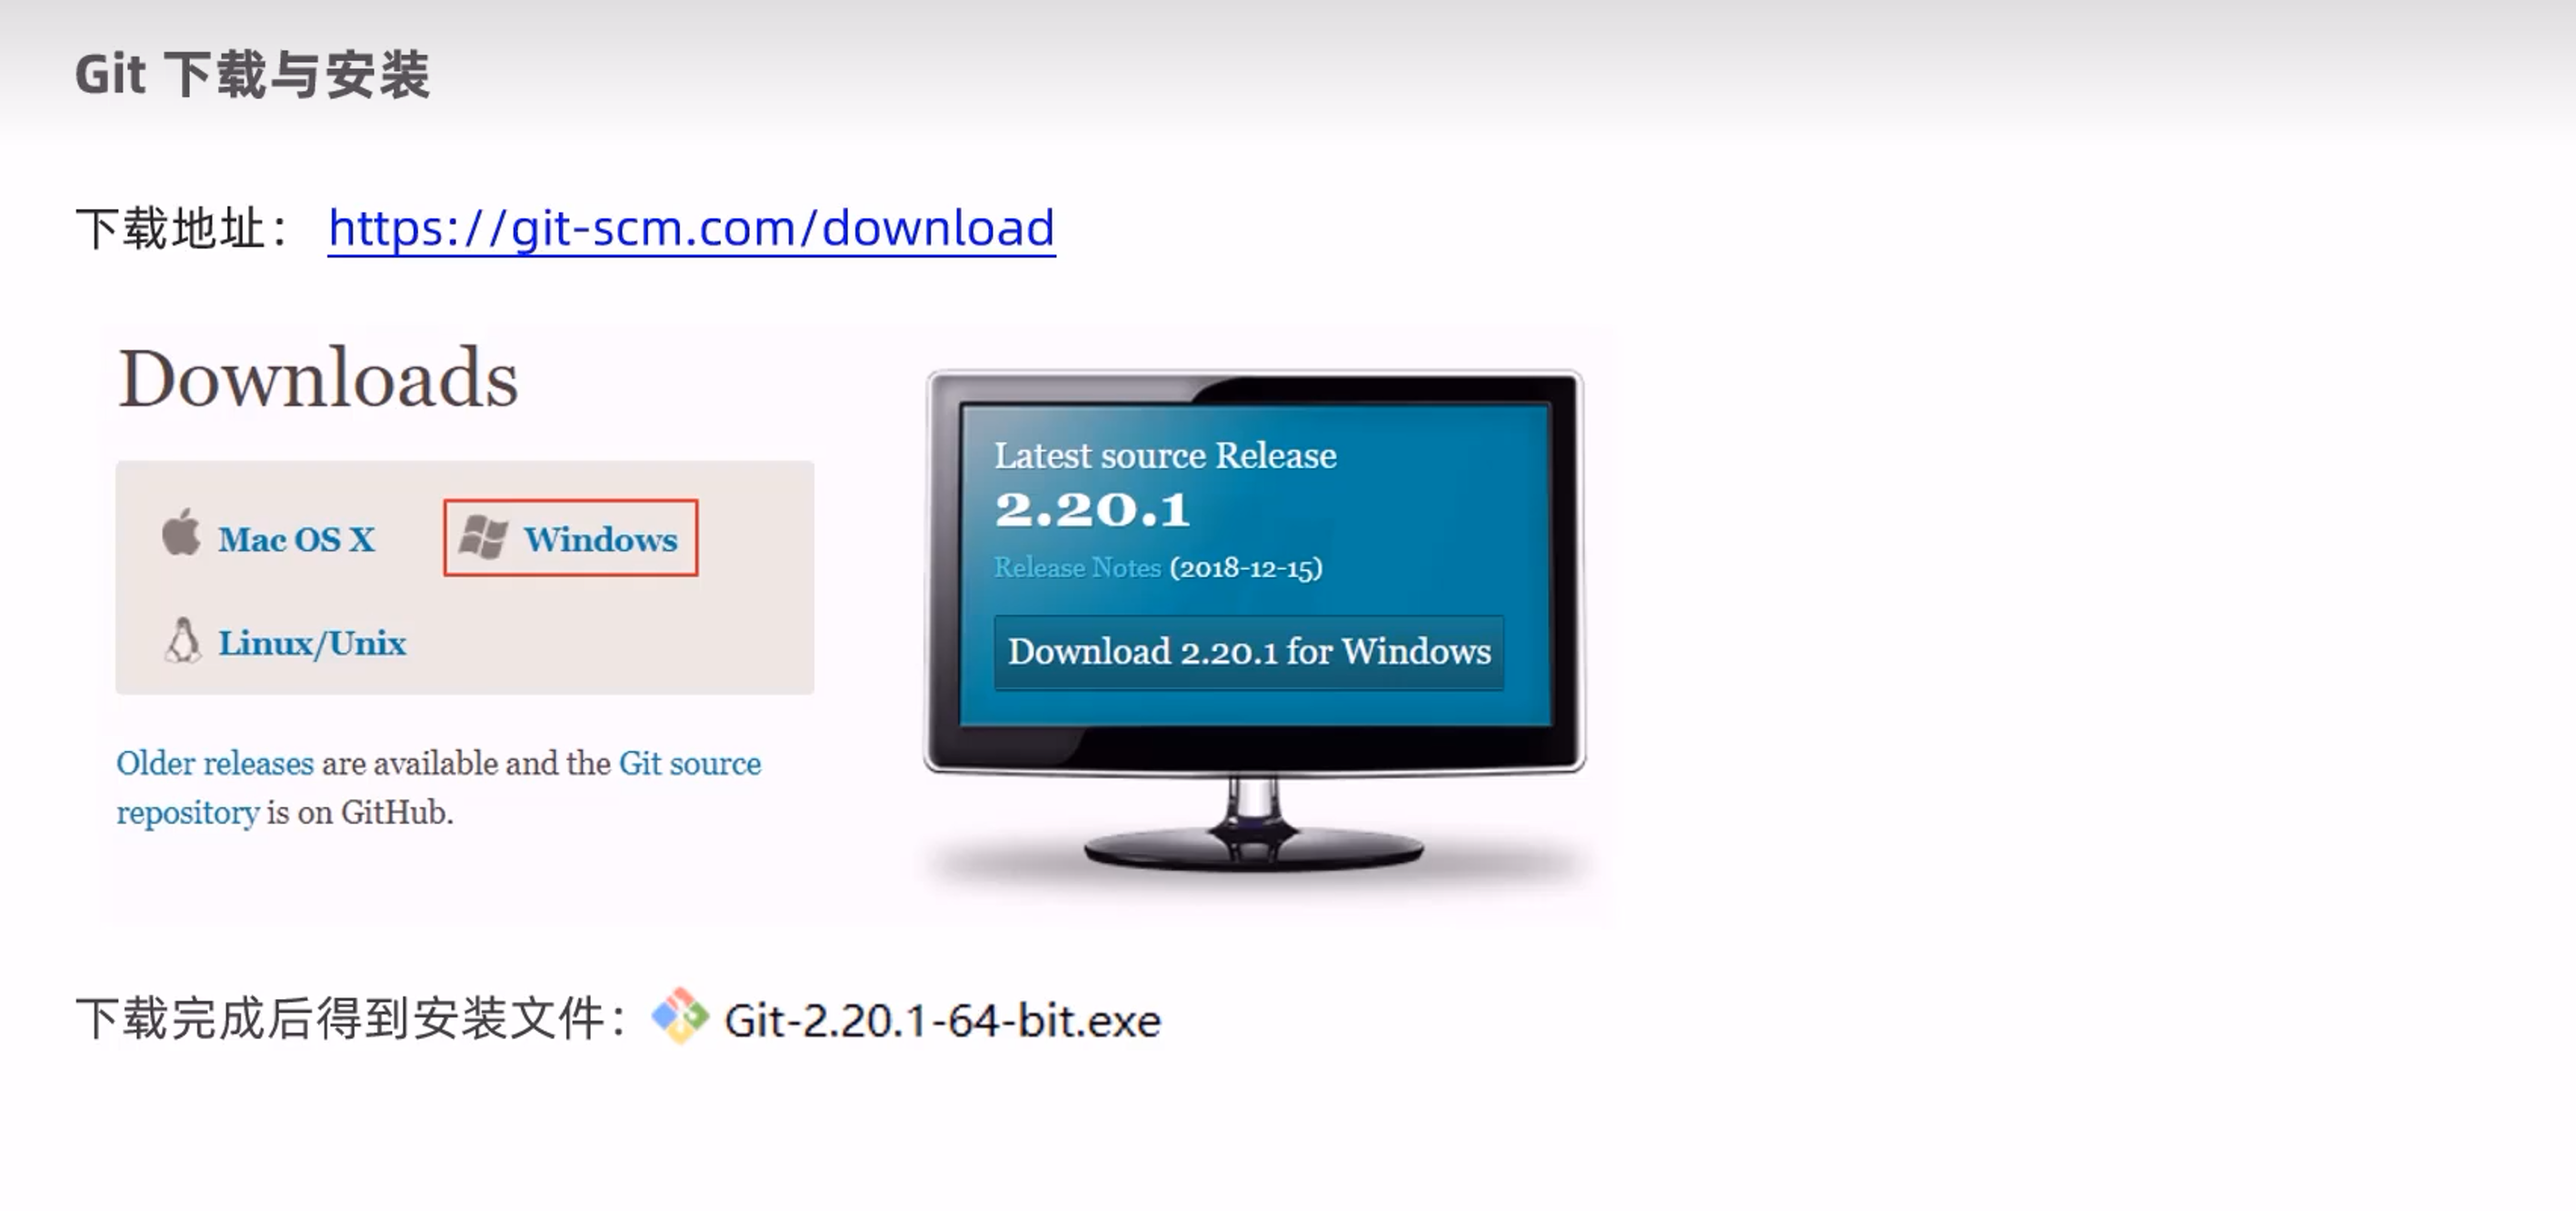 Git 下载与安装
下载地址： https://git-scm.com/download
Downloads
Mac OS X
Windows
Linux/Unix
Older releases are available and the Git source
repository is on GitHub.
Latest source Release
2.20.1
Release Notes (2018-12-15)
Download 2.20.1 for Windows
下载完成后得到安装文件： Git-2.20.1-64-bit.exe